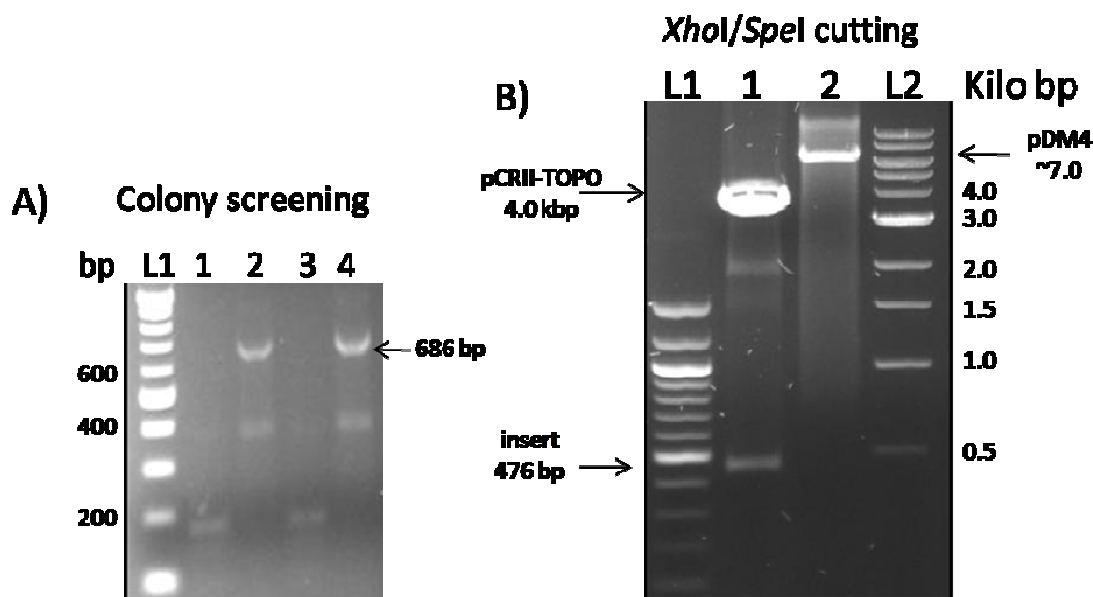 A)
Colony screening
bp L1 1 2 3 4
686 bp
600
400
200
XhoI/SpeI cutting
B)
L1 1 2 L2 Kilo bp
pCRII-TOPO
4.0 kbp
pDM4
~7.0
4.0
3.0
2.0
1.5
1.0
0.5
insert
476 bp